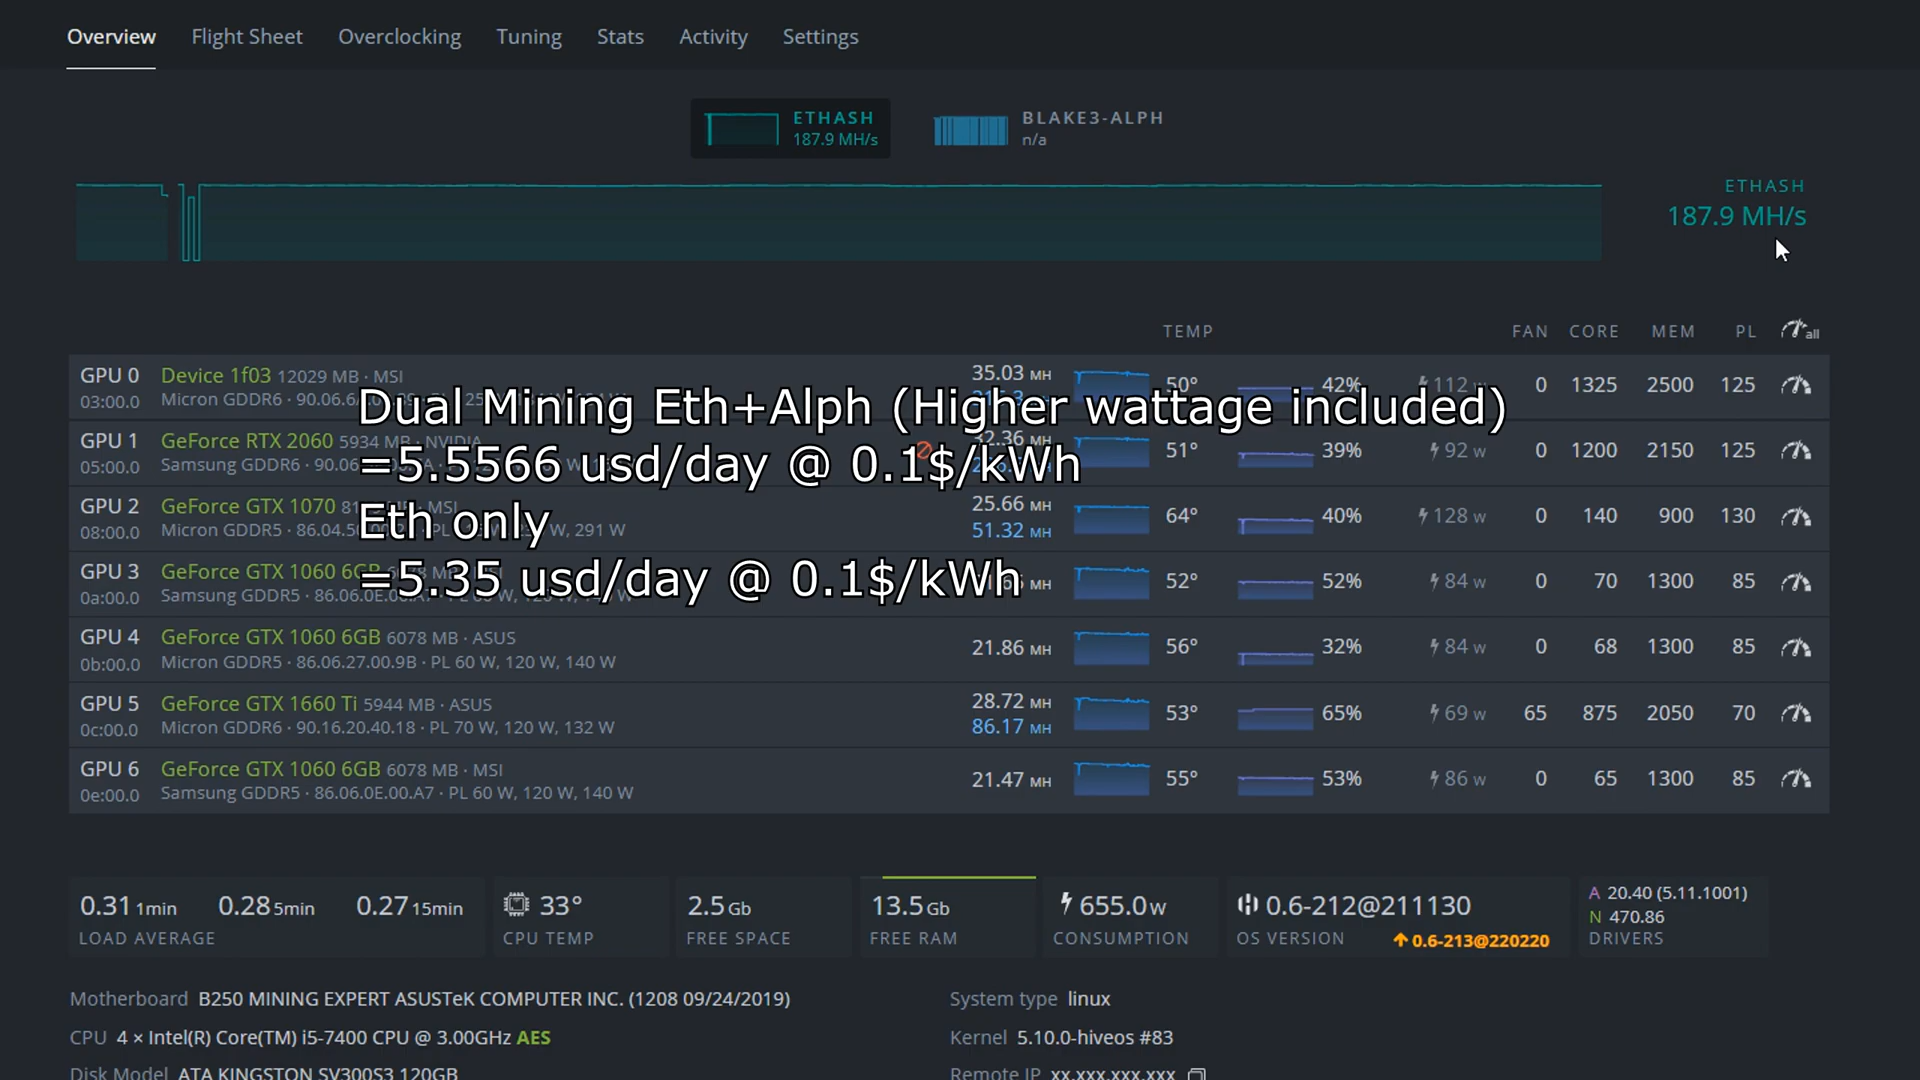 Overview Flight Sheet Overclocking Tuning Stats Activity Settings
ETHASH
187.9 MH/s
BLAKE3-ALPH
n/a
ETHASH
187.9 MH/s
TEMP FAN CORE MEM PL all
GPU 0 Device 1f03 12029 MB · MSI 35.03 MH 50° 42% 112 w 0 1325 2500 125
03:00.0 Micron GDDR6
Dual Mining Eth+Alph (Higher wattage included)
GPU 1 GeForce RTX 2060 5934 MB · NVIDIA 32.36 MH 51° 39% 92 w 0 1200 2150 125
05:00.0 Samsung GDDR6
=5.5566 usd/day @ 0.1$/kWh
GPU 2 GeForce GTX 1070 MSI 25.66 MH 64° 40% 128 w 0 140 900 130
08:00.0 Micron GDDR5 W, 291 W 51.32 MH
Eth only
GPU 3 GeForce GTX 1060 6GB MH 52° 52% 84 w 0 70 1300 85
0a:00.0 Samsung GDDR5
=5.35 usd/day @ 0.1$/kWh
GPU 4 GeForce GTX 1060 6GB 6078 MB · ASUS 21.86 MH 56° 32% 84 w 0 68 1300 85
0b:00.0 Micron GDDR5 · 86.06.27.00.9B · PL 60 W, 120 W, 140 W
GPU 5 GeForce GTX 1660 Ti 5944 MB · ASUS 28.72 MH 53° 65% 69 w 65 875 2050 70
0c:00.0 Micron GDDR6 · 90.16.20.40.18 · PL 70 W, 120 W, 132 W 86.17 MH
GPU 6 GeForce GTX 1060 6GB 6078 MB · MSI 21.47 MH 55° 53% 86 w 0 65 1300 85
0e:00.0 Samsung GDDR5 · 86.06.0E.00.A7 · PL 60 W, 120 W, 140 W
0.31 1min 0.28 5min 0.27 15min
LOAD AVERAGE
33°
CPU TEMP
2.5 Gb
FREE SPACE
13.5 Gb
FREE RAM
655.0 w
CONSUMPTION
0.6-212@211130
OS VERSION 0.6-213@220220
A 20.40 (5.11.1001)
N 470.86
DRIVERS
Motherboard B250 MINING EXPERT ASUSTeK COMPUTER INC. (1208 09/24/2019)
CPU 4 × Intel(R) Core(TM) i5-7400 CPU @ 3.00GHz AES
Disk Model ATA KINGSTON SV300S3 120GB
System type linux
Kernel 5.10.0-hiveos #83
Remote IP xx.xxx.xxx.xxx